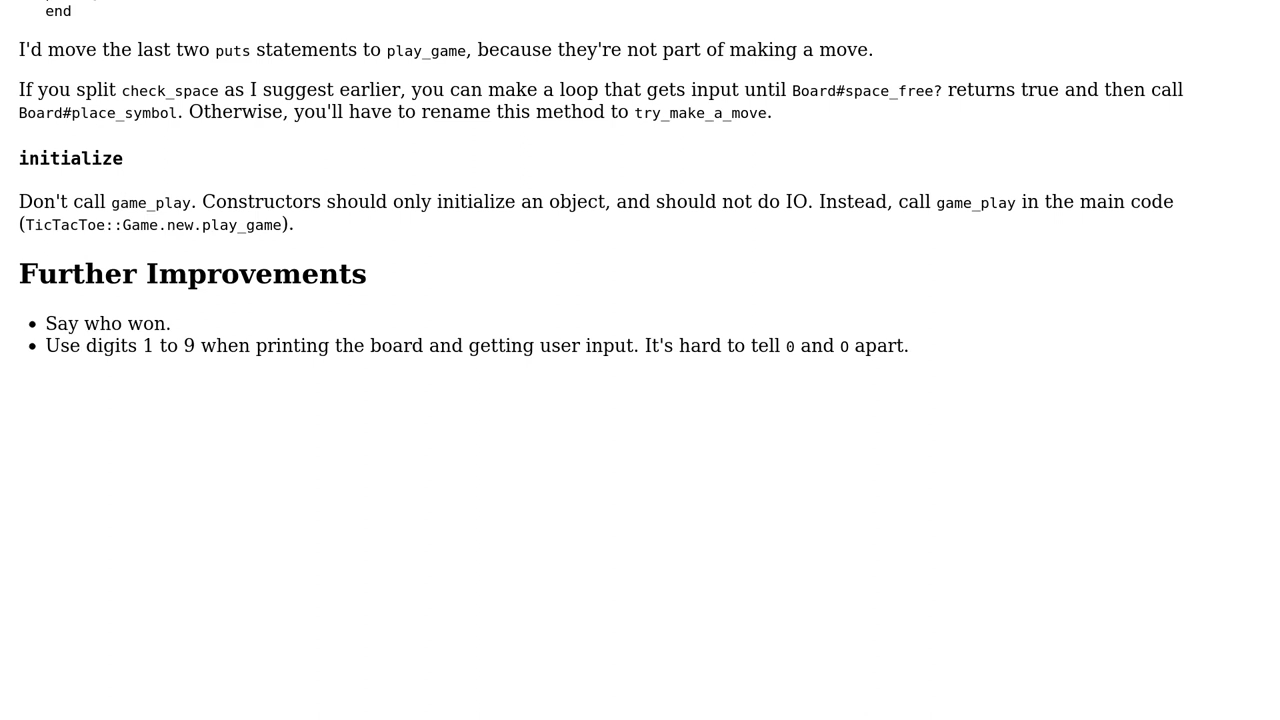 end
I'd move the last two puts statements to play_game, because they're not part of making a move.
If you split check_space as I suggest earlier, you can make a loop that gets input until Board#space_free? returns true and then call
Board#place_symbol. Otherwise, you'll have to rename this method to try_make_a_move.
initialize
Don't call game_play. Constructors should only initialize an object, and should not do IO. Instead, call game_play in the main code
(TicTacToe::Game.new.play_game).
Further Improvements
• Say who won.
• Use digits 1 to 9 when printing the board and getting user input. It's hard to tell 0 and O apart.